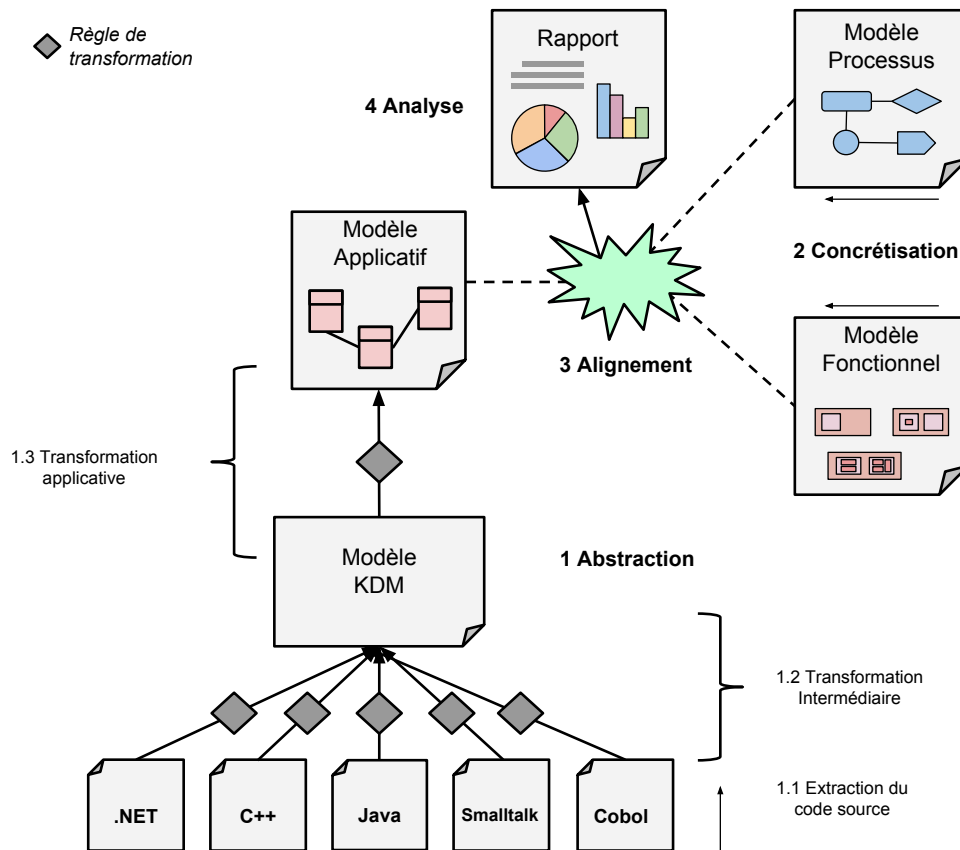 Règle de
transformation
Rapport
Modèle
Processus
4 Analyse
Modèle
Applicatif
2 Concrétisation
3 Alignement
Modèle
Fonctionnel
1.3 Transformation
applicative
Modèle
KDM
1 Abstraction
1.2 Transformation
Intermédiaire
1.1 Extraction du
code source
.NET
C++
Java
Smalltalk
Cobol